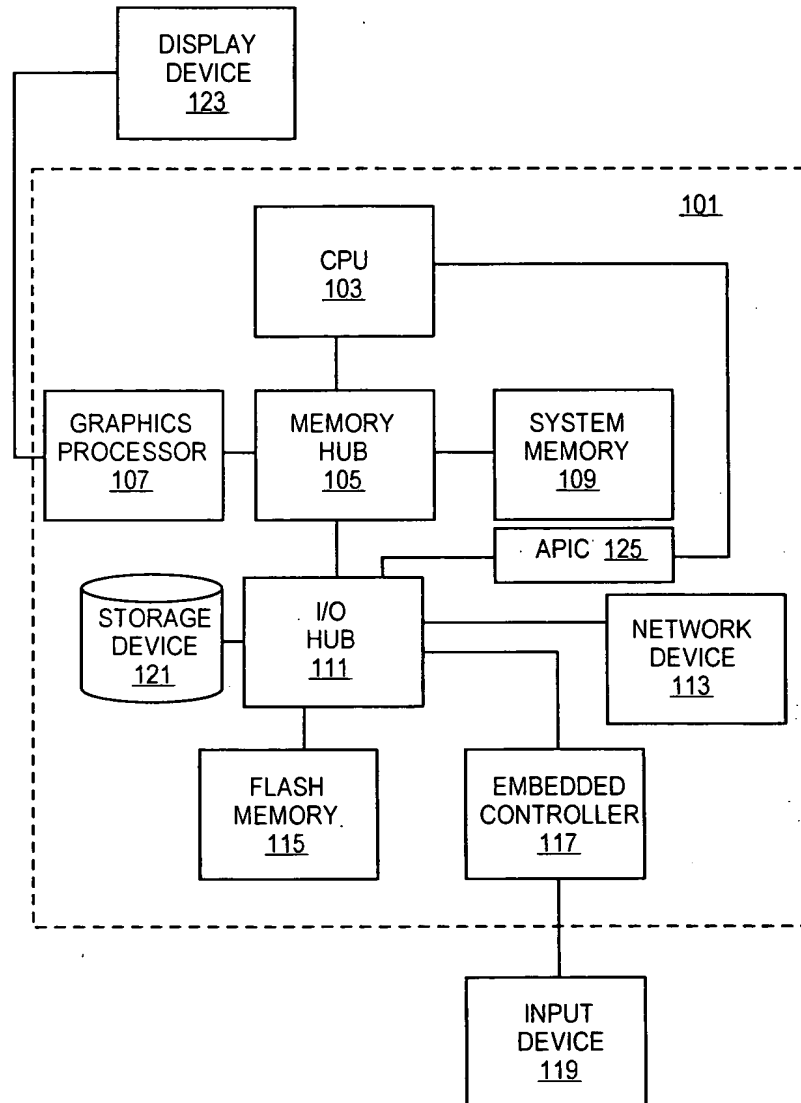 DISPLAY
DEVICE
123
101
CPU
103
GRAPHICS
PROCESSOR
107
MEMORY
HUB
105
SYSTEM
MEMORY
109
APIC 125
STORAGE
DEVICE
121
I/O
HUB
111
NETWORK
DEVICE
113
FLASH
MEMORY
115
EMBEDDED
CONTROLLER
117
INPUT
DEVICE
119